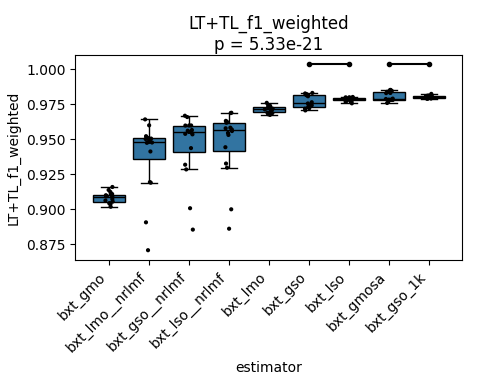 LT+TL_f1_weighted
p = 5.33e-21
LT+TL_f1_weighted
1.000
0.975
0.950
0.925
0.900
0.875
bxt_gmo
bxt_lmo__nrlmf
bxt_gso__nrlmf
bxt_lso__nrlmf
bxt_lmo
bxt_gso
bxt_lso
bxt_gmosa
bxt_gso_1k
estimator